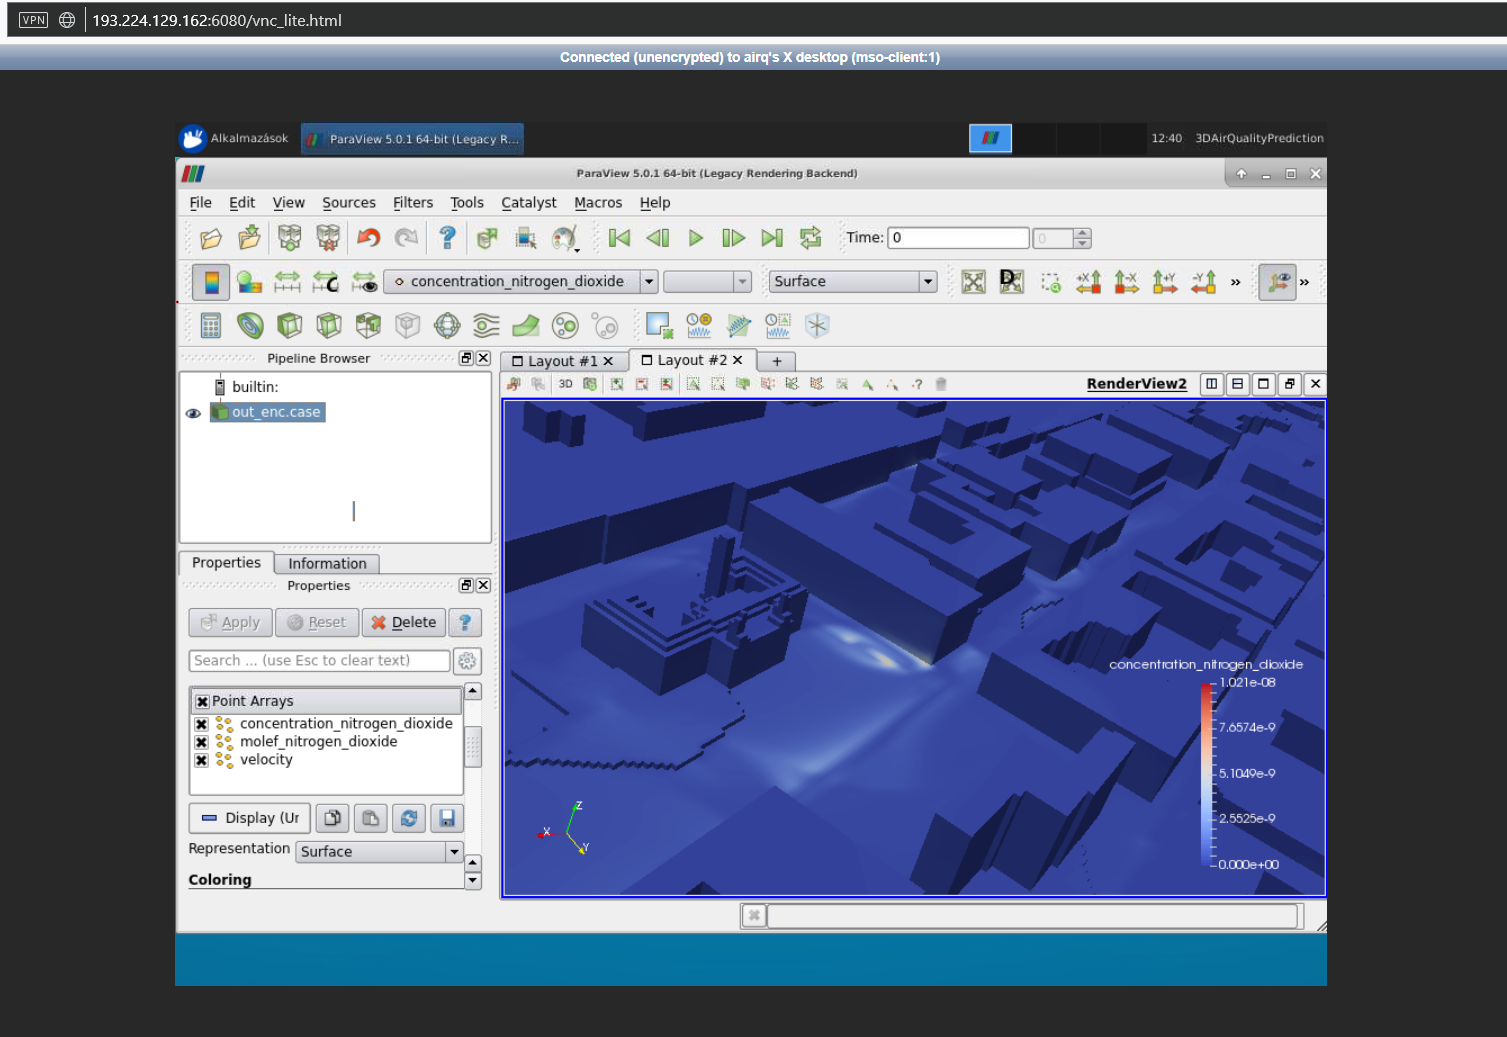 VPN 193.224.129.162:6080/vnc_lite.html
Connected (unencrypted) to airq's X desktop (mso-client:1)
Alkalmazások ParaView 5.0.1 64-bit (Legacy R... 12:40 3DAirQualityPrediction
ParaView 5.0.1 64-bit (Legacy Rendering Backend)
File Edit View Sources Filters Tools Catalyst Macros Help
Time: 0 0
concentration_nitrogen_dioxide Surface +X -X +Y -Y »  »
Pipeline Browser
Layout #1 Layout #2 +
builtin:
3D RenderView2
out_enc.case
Properties Information
Properties
Apply Reset Delete ?
Search ... (use Esc to clear text)
Point Arrays
concentration_nitrogen_dioxide
molef_nitrogen_dioxide
velocity
Display (Ur
Representation Surface
Coloring
concentration_nitrogen_dioxide
1.021e-08
7.6574e-9
5.1049e-9
2.5525e-9
0.000e+00
Z
X
Y